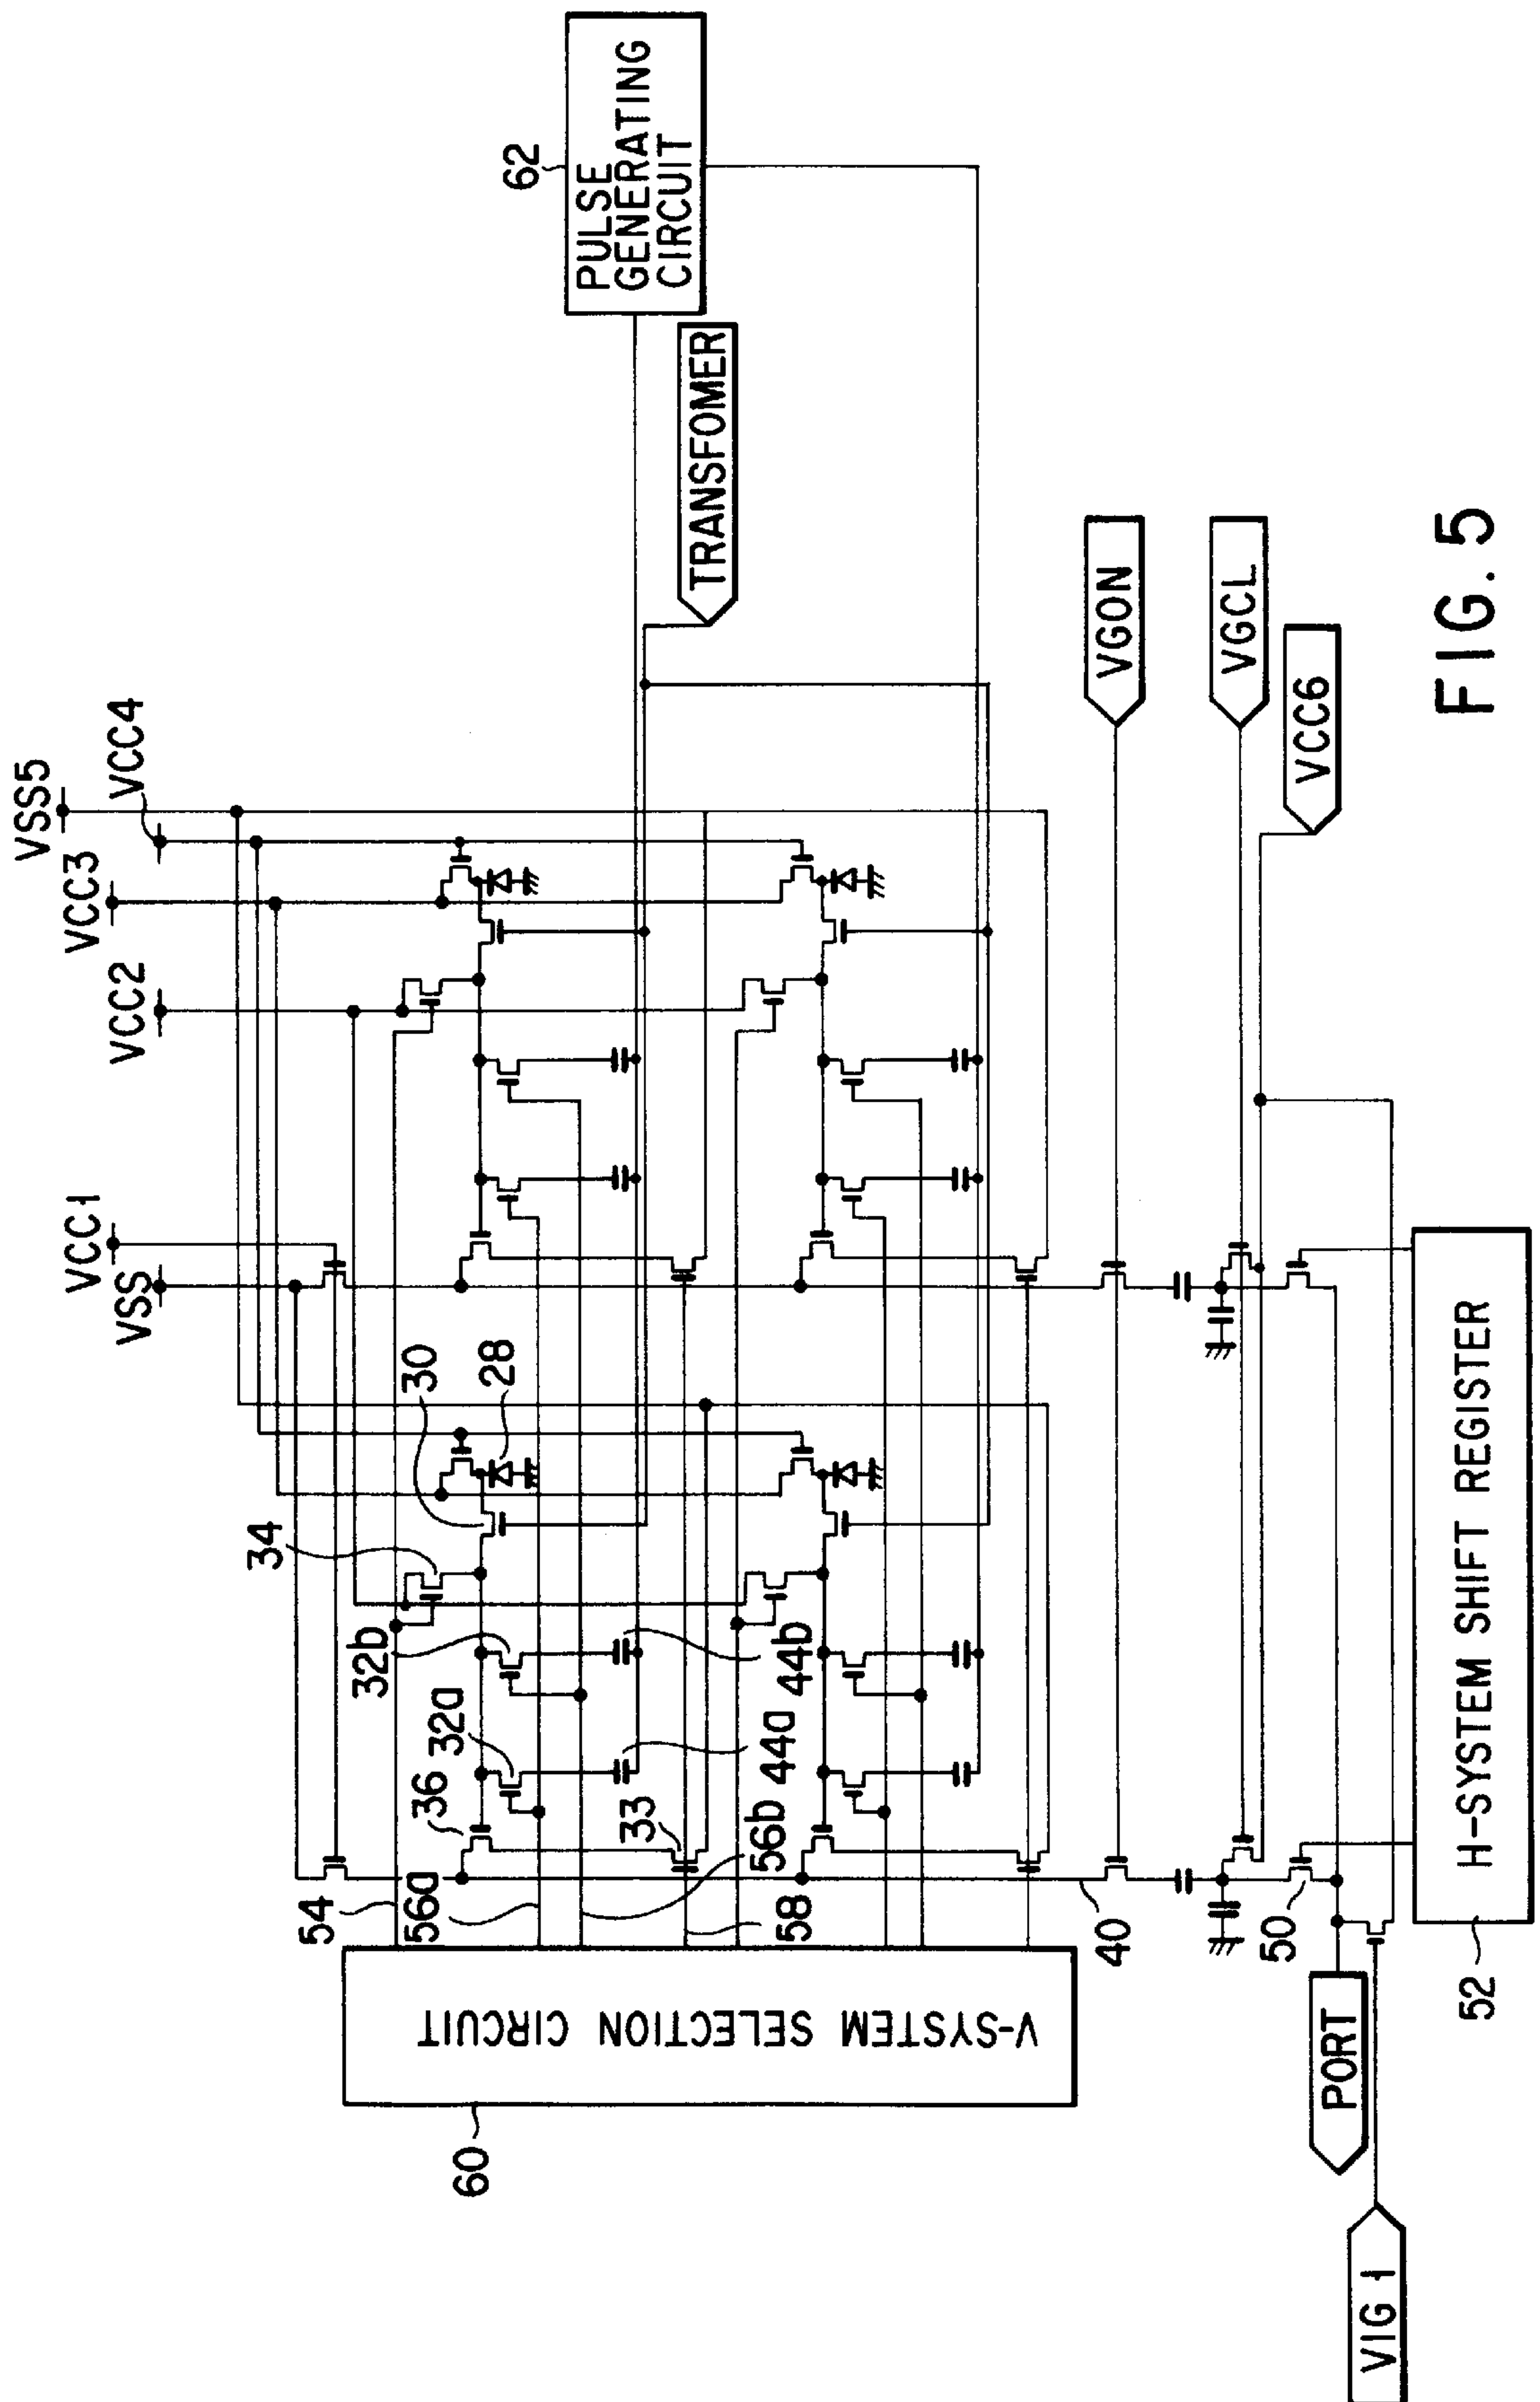 VSS5
VCC4
VCC3
VCC2
VCC1
VSS
62
PULSE
GENERATING
CIRCUIT
TRANSFOMER
34
30
28
32b
32a
36
44b
44a
33
54
56a
56b
58
V-SYSTEM SELECTION CIRCUIT
60
40
VGON
VGCL
VCC6
50
PORT
VIG 1
H-SYSTEM SHIFT REGISTER
52
FIG. 5